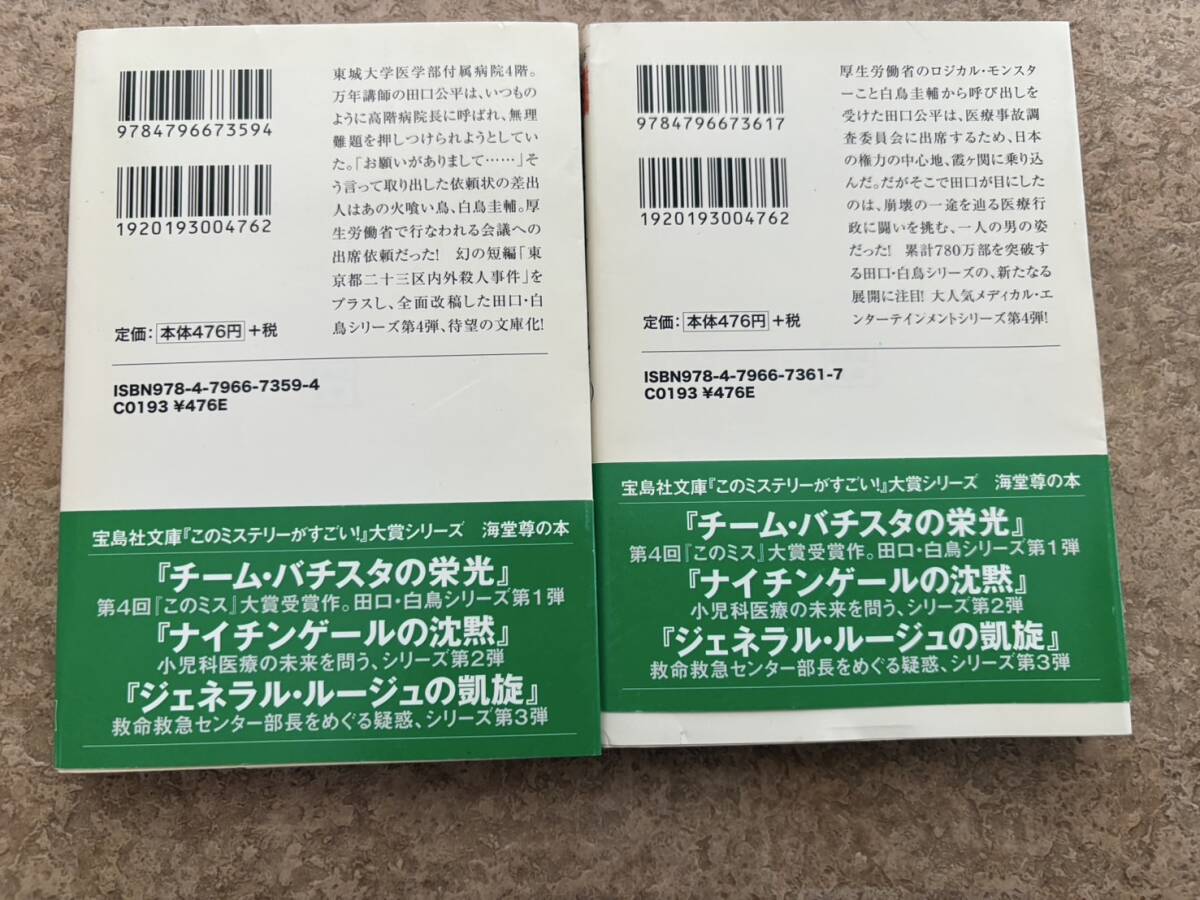 9784796673594
1920193004762
東城大学医学部付属病院4階。
万年講師の田口公平は、いつもの
ように高階病院長に呼ばれ、無理
難題を押しつけられようとしてい
た。「お願いがありまして……」そ
う言って取り出した依頼状の差出
人はあの火喰い鳥、白鳥圭輔。厚
生労働省で行なわれる会議への
出席依頼だった! 幻の短編「東
京都二十三区内外殺人事件」を
プラスし、全面改稿した田口・白
鳥シリーズ第4弾、待望の文庫化!
定価: 本体476円 +税
ISBN978-4-7966-7359-4
C0193 ¥476E
宝島社文庫『このミステリーがすごい!』大賞シリーズ 海堂尊の本
『チーム・バチスタの栄光』
第4回『このミス』大賞受賞作。田口・白鳥シリーズ第1弾
『ナイチンゲールの沈黙』
小児科医療の未来を問う、シリーズ第2弾
『ジェネラル・ルージュの凱旋』
救命救急センター部長をめぐる疑惑、シリーズ第3弾
9784796673617
1920193004762
厚生労働省のロジカル・モンスタ
ーこと白鳥圭輔から呼び出しを
受けた田口公平は、医療事故調
査委員会に出席するため、日本
の権力の中心地、霞ヶ関に乗り込
んだ。だがそこで田口が目にした
のは、崩壊の一途を辿る医療行
政に闘いを挑む、一人の男の姿
だった! 累計780万部を突破す
る田口・白鳥シリーズの、新たなる
展開に注目! 大人気メディカル・エ
ンターテインメントシリーズ第4弾!
定価: 本体476円 +税
ISBN978-4-7966-7361-7
C0193 ¥476E
宝島社文庫『このミステリーがすごい!』大賞シリーズ 海堂尊の本
『チーム・バチスタの栄光』
第4回『このミス』大賞受賞作。田口・白鳥シリーズ第1弾
『ナイチンゲールの沈黙』
小児科医療の未来を問う、シリーズ第2弾
『ジェネラル・ルージュの凱旋』
救命救急センター部長をめぐる疑惑、シリーズ第3弾